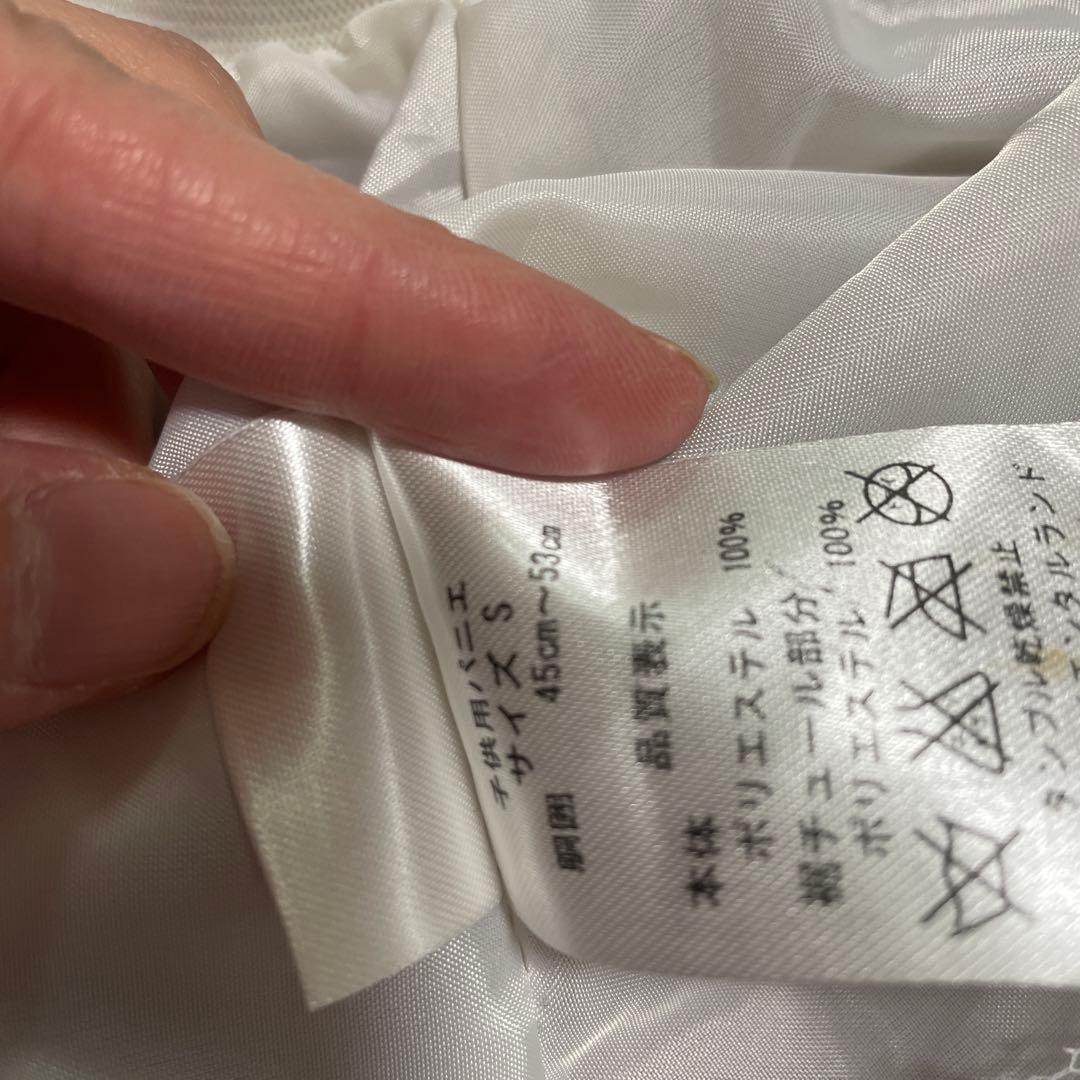 子供用パニエ
サイズ S
胴囲 45cm～53cm
品質表示
本体
ポリエステル 100%
裾チュール部分
ポリエステル 100%
タンブル乾燥禁止